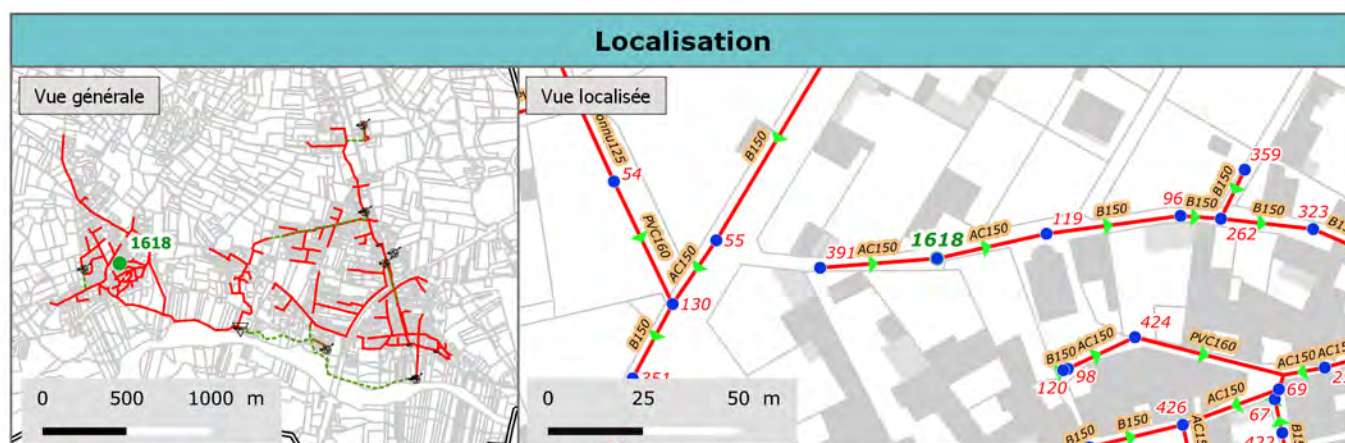 Localisation
Vue générale
1618
0 500 1000 m
Vue localisée
B150
54
PVC160
AC150
55
130
B150
391
AC150
1618
AC150
119
B150
96
B150
262
B150
359
B150
323
424
PVC160
B150
AC150
120
98
AC150
69
67
426
AC150
B150
0 25 50 m